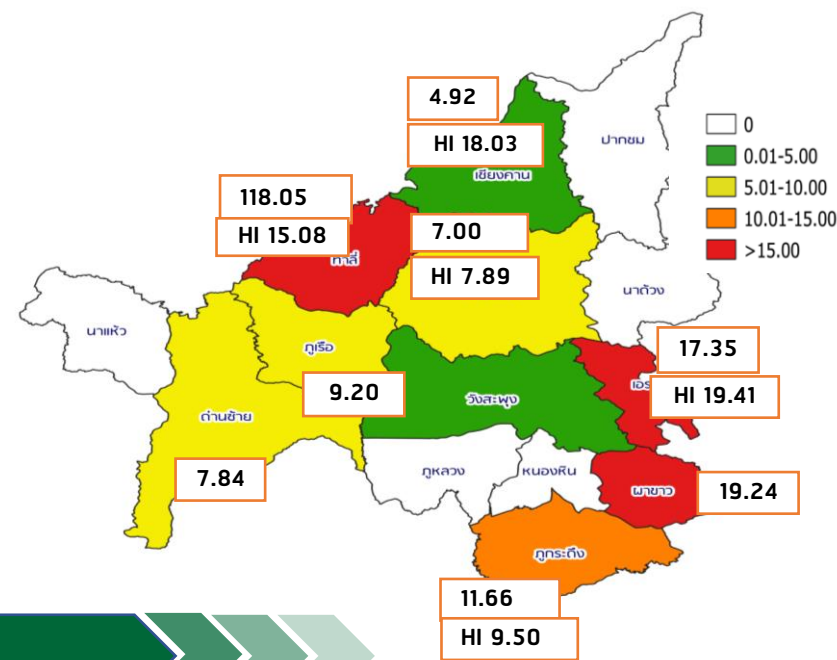 4.92
HI 18.03
เชียงคาน
ปากชม
0
0.01-5.00
5.01-10.00
10.01-15.00
>15.00
118.05
HI 15.08
ท่าลี่
7.00
HI 7.89
นาด้วง
นาแห้ว
ภูเรือ
9.20
17.35
HI 19.41
วังสะพุง
ด่านซ้าย
7.84
ภูหลวง
หนองหิน
ผาขาว
19.24
ภูกระดึง
11.66
HI 9.50